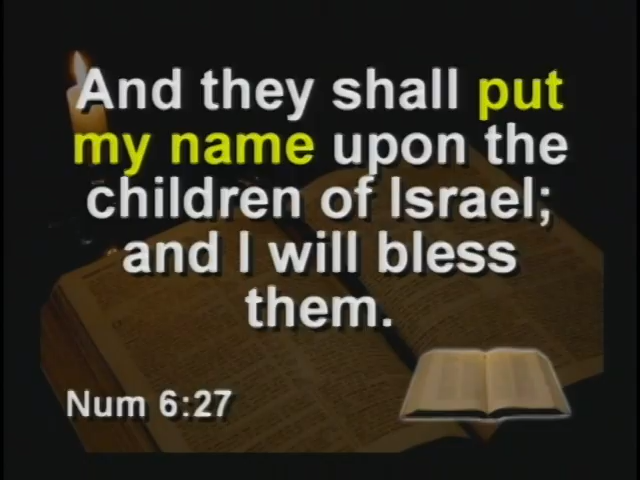 And they shall put
my name upon the
children of Israel;
and I will bless
them.
Num 6:27